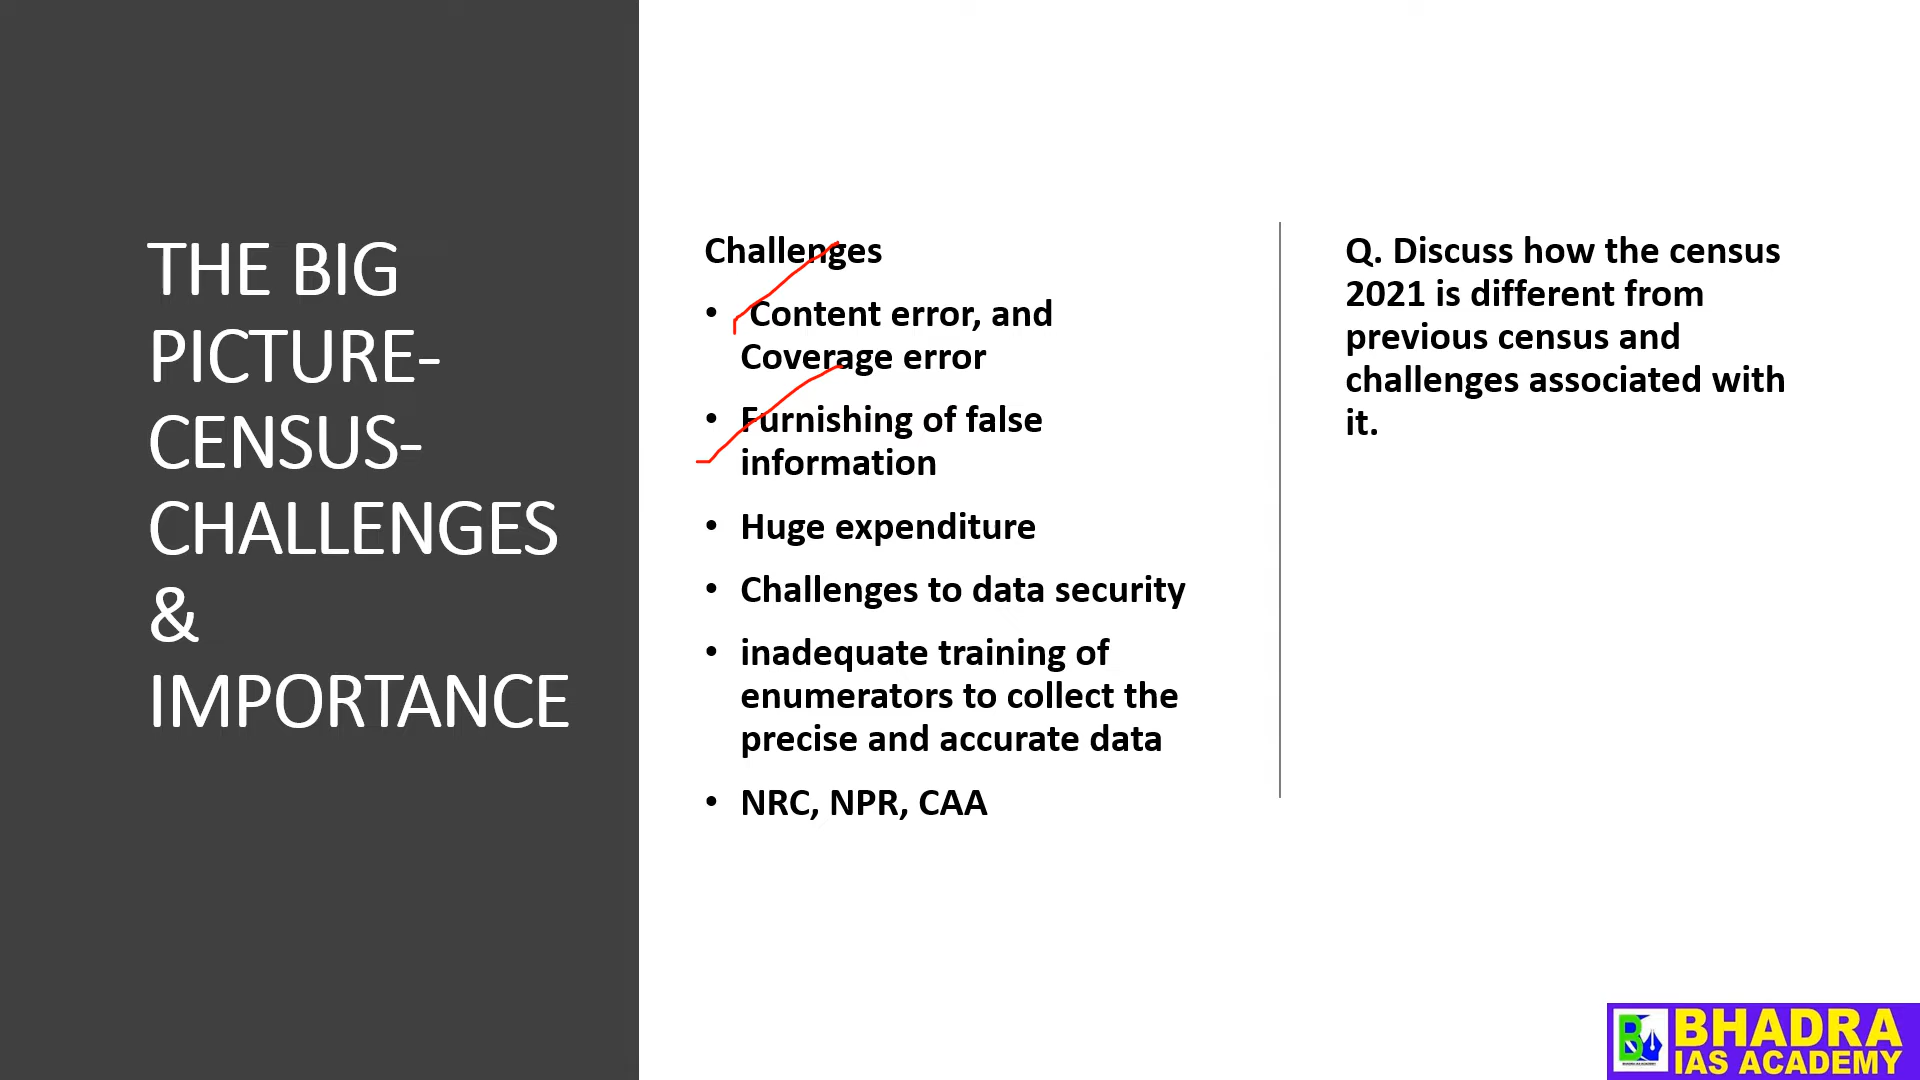 THE BIG
PICTURE-
CENSUS-
CHALLENGES
&
IMPORTANCE
Challenges
• Content error, and
Coverage error
• Furnishing of false
information
• Huge expenditure
• Challenges to data security
• inadequate training of
enumerators to collect the
precise and accurate data
• NRC, NPR, CAA
Q. Discuss how the census
2021 is different from
previous census and
challenges associated with
it.
BHADRA
IAS ACADEMY